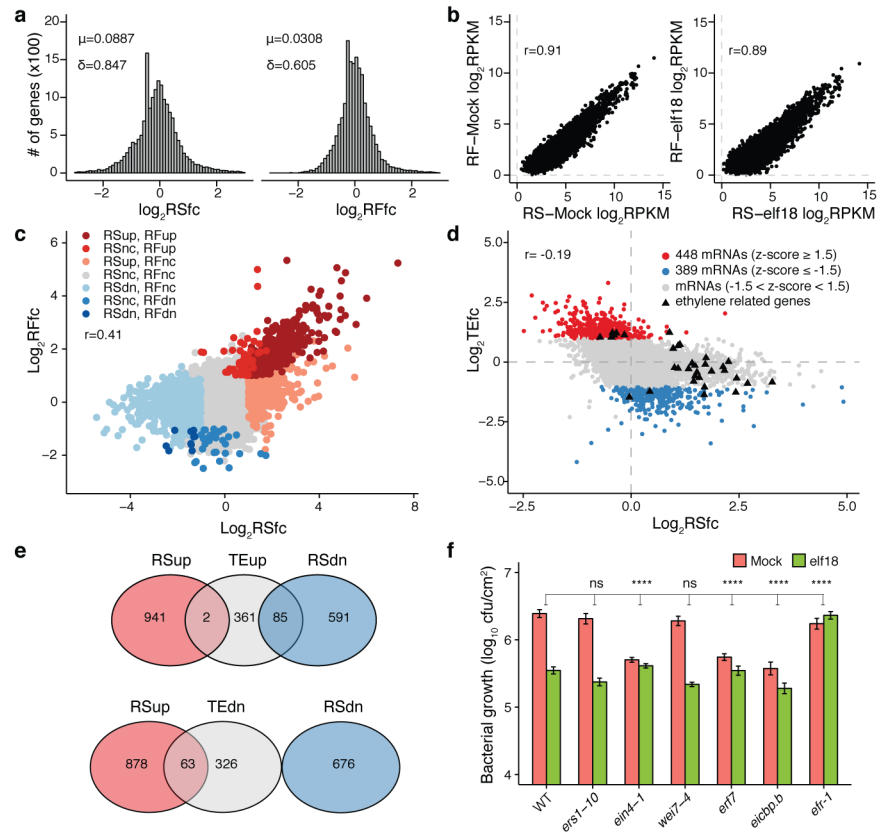 a
μ=0.0887
δ=0.847
μ=0.0308
δ=0.605
# of genes (x100)
20
15
10
5
0
−2 0 2
−2 0 2
log2RSfc
log2RFfc
b
r=0.91
r=0.89
RF−Mock log2RPKM
15
10
5
0
0 5 10 15
RS−Mock log2RPKM
RF−elf18 log2RPKM
15
10
5
0
0 5 10 15
RS−elf18 log2RPKM
c
RSup, RFup
RSnc, RFup
RSup, RFnc
RSnc, RFnc
RSdn, RFnc
RSnc, RFdn
RSdn, RFdn
r=0.41
Log2RFfc
6
4
2
0
−2
−4 0 4 8
Log2RSfc
d
r= -0.19
448 mRNAs (z-score ≥ 1.5)
389 mRNAs (z-score ≤ -1.5)
mRNAs (-1.5 < z-score < 1.5)
ethylene related genes
Log2TEfc
5.0
2.5
0
−2.5
−5.0
−2.5 0.0 2.5 5.0
Log2RSfc
e
RSup TEup RSdn
941 2 361 85 591
RSup TEdn RSdn
878 63 326 676
f
Mock elf18
ns **** ns **** **** ****
Bacterial growth (log10 cfu/cm2)
7
6
5
4
WT ers1-10 ein4-1 wei7-4 erf7 eicbp.b efr-1